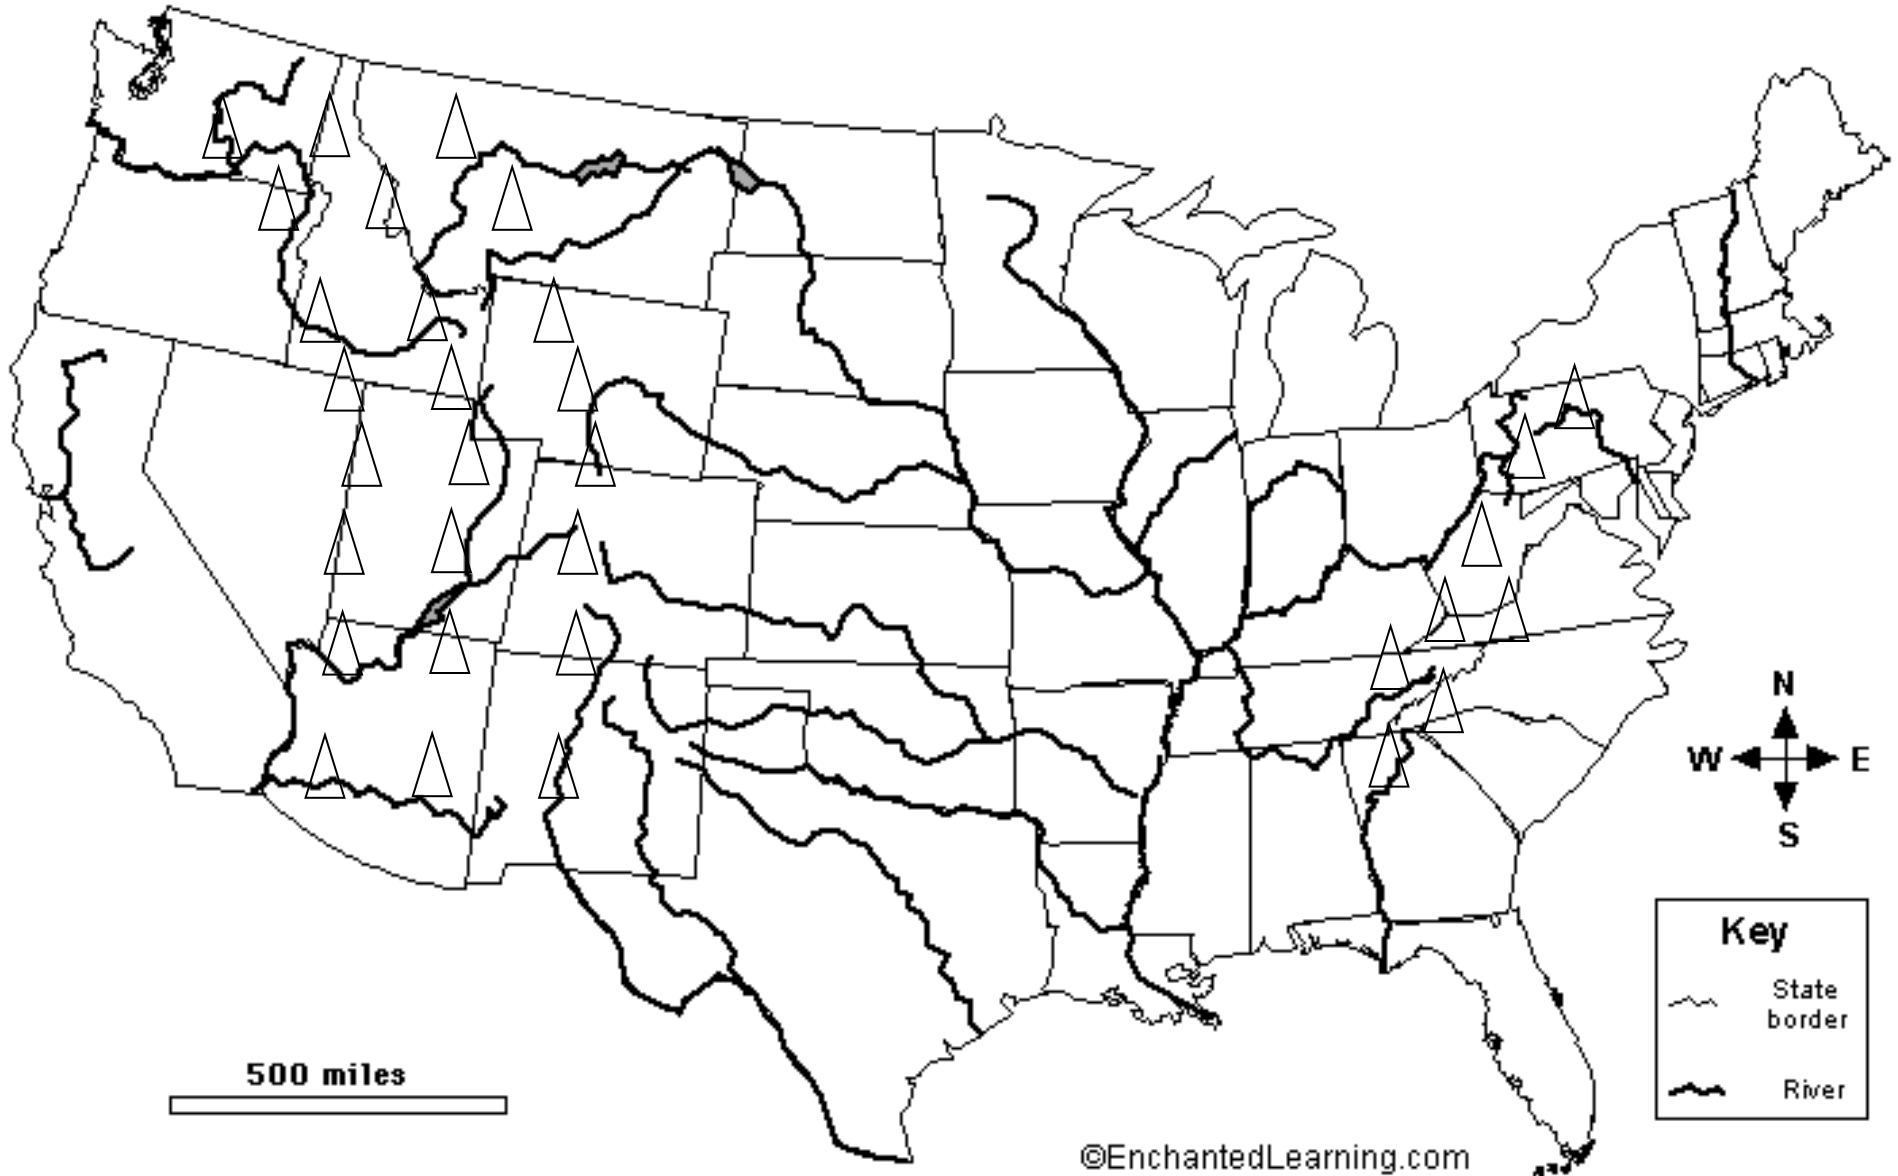 N
W E
S
Key
State
border
River
500 miles
©EnchantedLearning.com